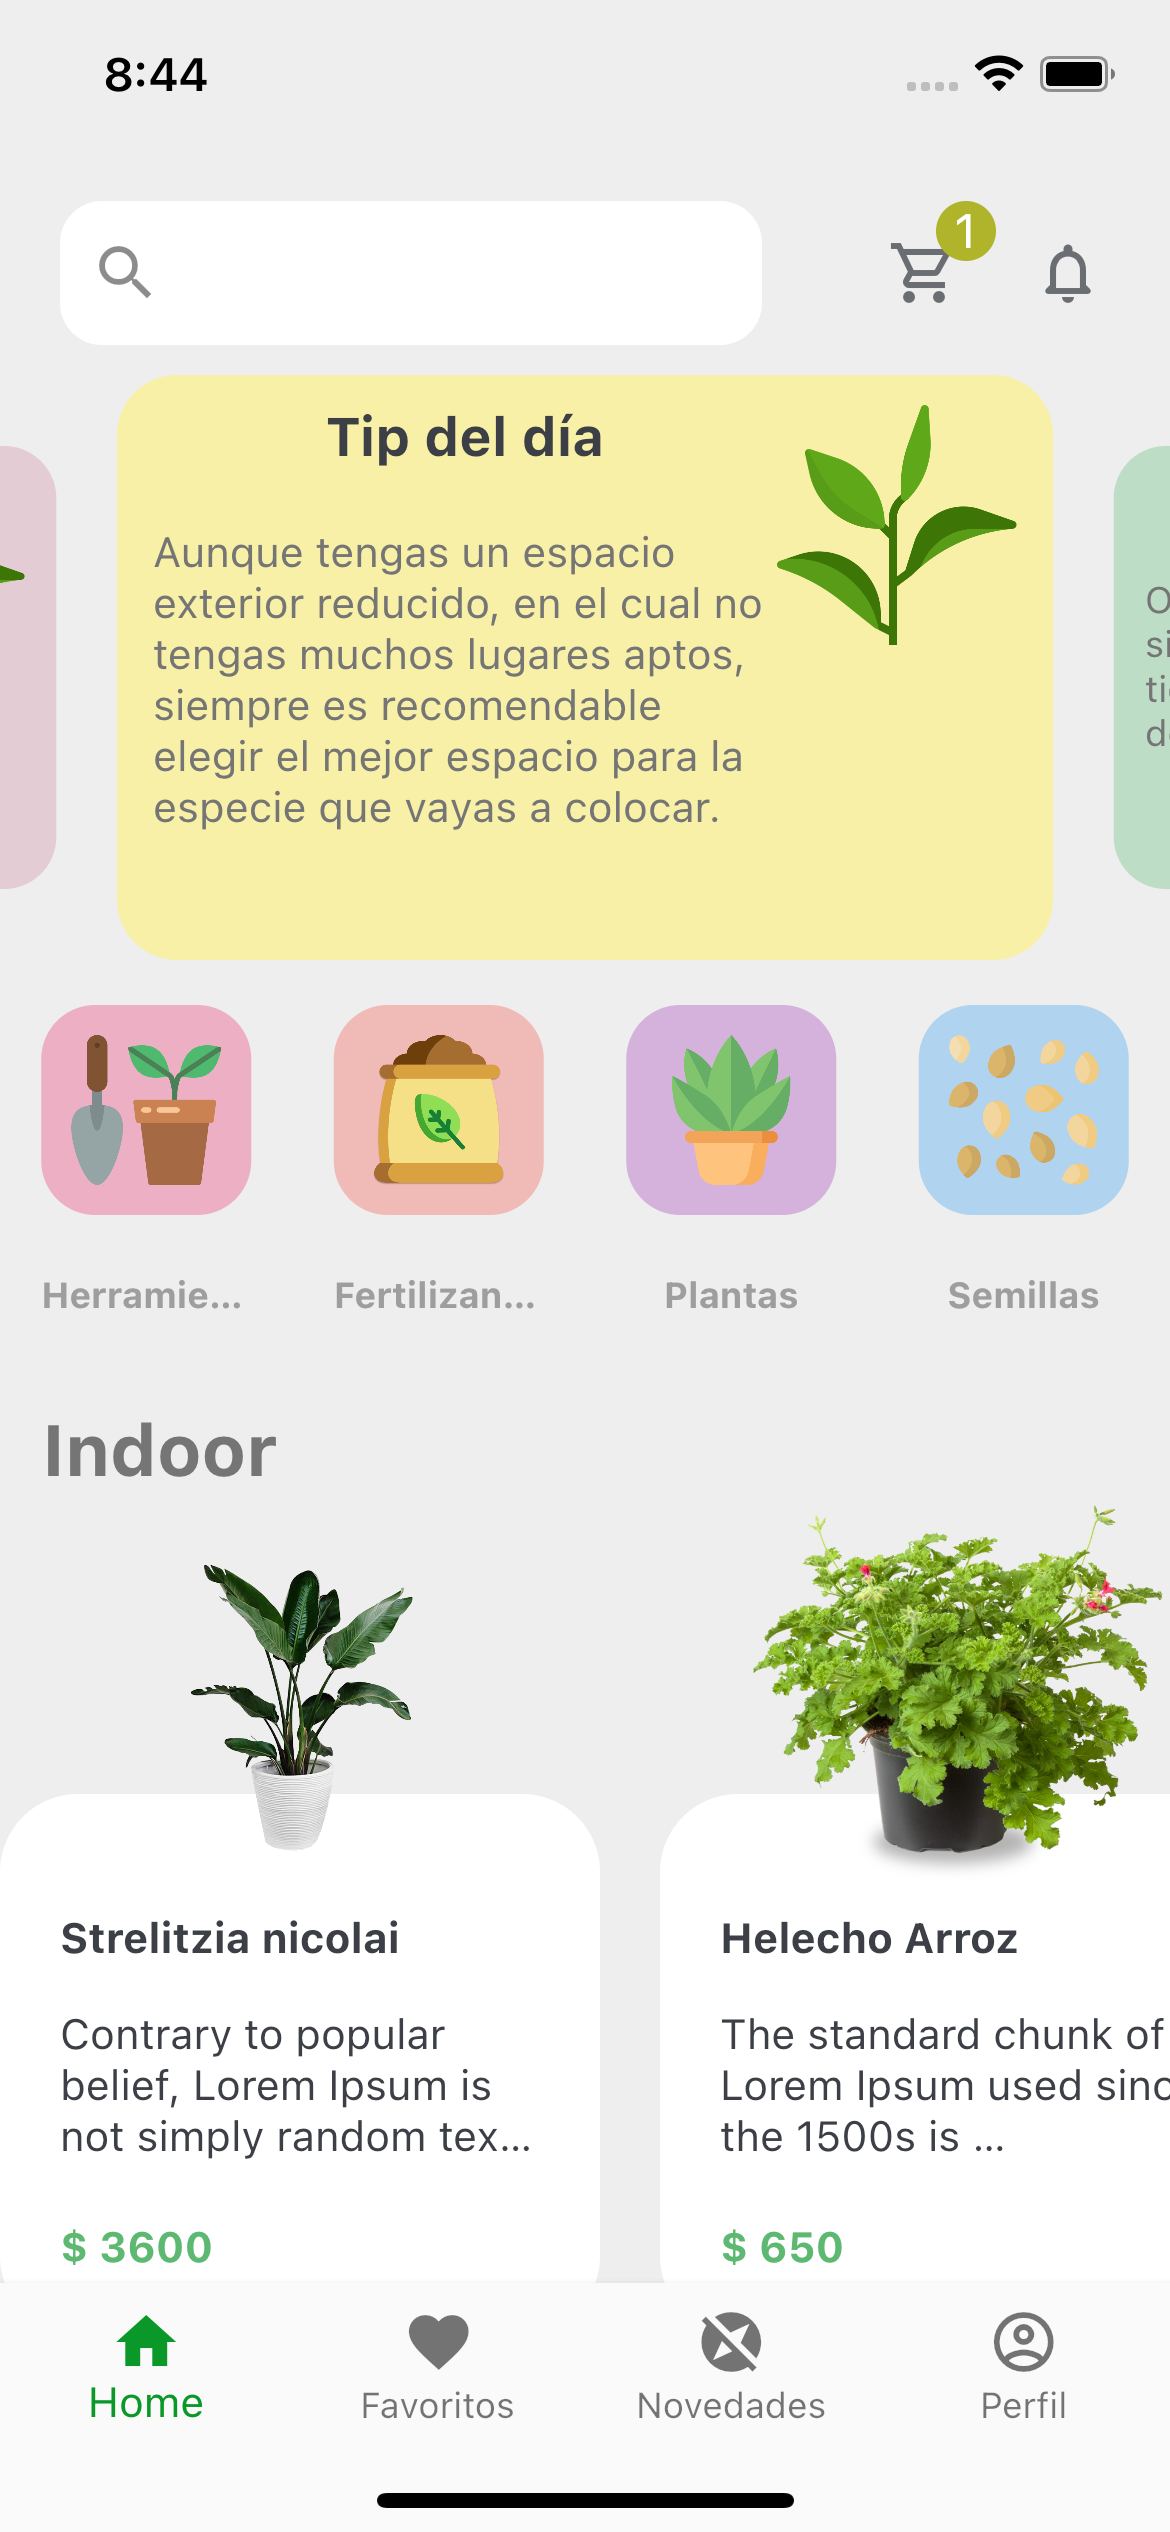 8:44
1
Tip del día
Aunque tengas un espacio
exterior reducido, en el cual no
tengas muchos lugares aptos,
siempre es recomendable
elegir el mejor espacio para la
especie que vayas a colocar.
Herramie...
Fertilizan...
Plantas
Semillas
Indoor
Strelitzia nicolai
Contrary to popular
belief, Lorem Ipsum is
not simply random tex...
$ 3600
Helecho Arroz
The standard chunk of
Lorem Ipsum used sinc
the 1500s is ...
$ 650
Home
Favoritos
Novedades
Perfil